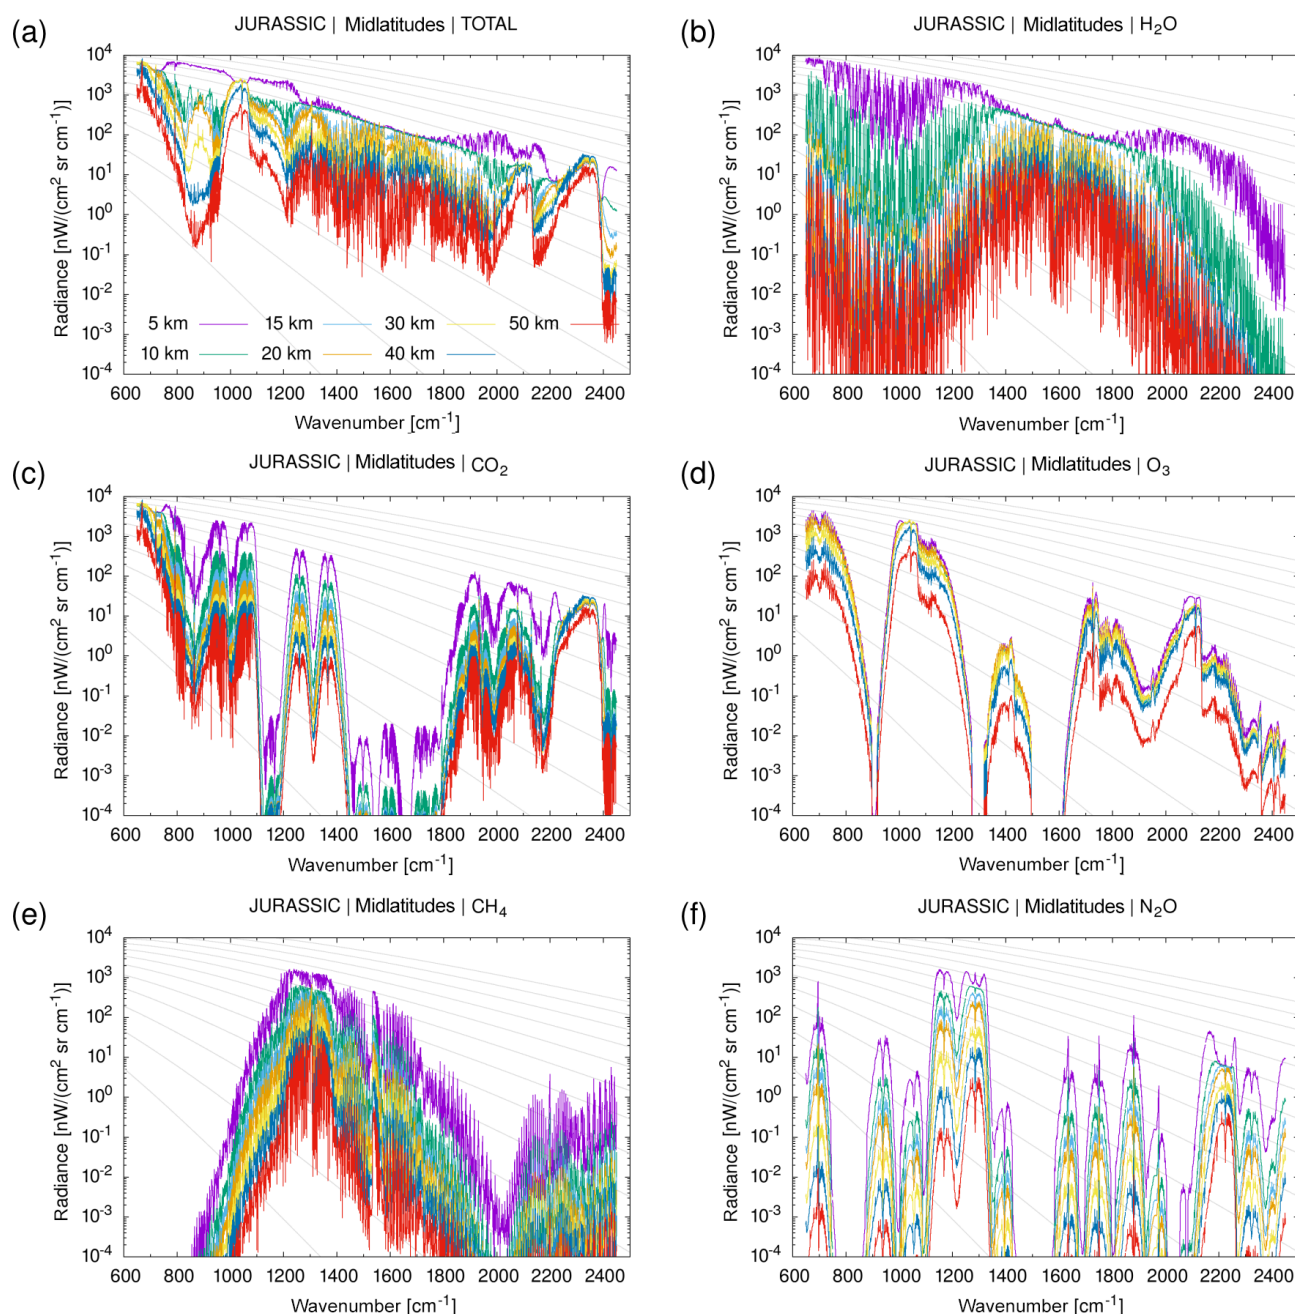 (a) JURASSIC | Midlatitudes | TOTAL
10⁴
10³
10²
10¹
10⁰
10⁻¹
10⁻²
10⁻³
10⁻⁴
Radiance [nW/(cm² sr cm⁻¹)]
5 km 15 km 30 km 50 km
10 km 20 km 40 km
600 800 1000 1200 1400 1600 1800 2000 2200 2400
Wavenumber [cm⁻¹]
(b) JURASSIC | Midlatitudes | H₂O
10⁴
10³
10²
10¹
10⁰
10⁻¹
10⁻²
10⁻³
10⁻⁴
Radiance [nW/(cm² sr cm⁻¹)]
600 800 1000 1200 1400 1600 1800 2000 2200 2400
Wavenumber [cm⁻¹]
(c) JURASSIC | Midlatitudes | CO₂
10⁴
10³
10²
10¹
10⁰
10⁻¹
10⁻²
10⁻³
10⁻⁴
Radiance [nW/(cm² sr cm⁻¹)]
600 800 1000 1200 1400 1600 1800 2000 2200 2400
Wavenumber [cm⁻¹]
(d) JURASSIC | Midlatitudes | O₃
10⁴
10³
10²
10¹
10⁰
10⁻¹
10⁻²
10⁻³
10⁻⁴
Radiance [nW/(cm² sr cm⁻¹)]
600 800 1000 1200 1400 1600 1800 2000 2200 2400
Wavenumber [cm⁻¹]
(e) JURASSIC | Midlatitudes | CH₄
10⁴
10³
10²
10¹
10⁰
10⁻¹
10⁻²
10⁻³
10⁻⁴
Radiance [nW/(cm² sr cm⁻¹)]
600 800 1000 1200 1400 1600 1800 2000 2200 2400
Wavenumber [cm⁻¹]
(f) JURASSIC | Midlatitudes | N₂O
10⁴
10³
10²
10¹
10⁰
10⁻¹
10⁻²
10⁻³
10⁻⁴
Radiance [nW/(cm² sr cm⁻¹)]
600 800 1000 1200 1400 1600 1800 2000 2200 2400
Wavenumber [cm⁻¹]